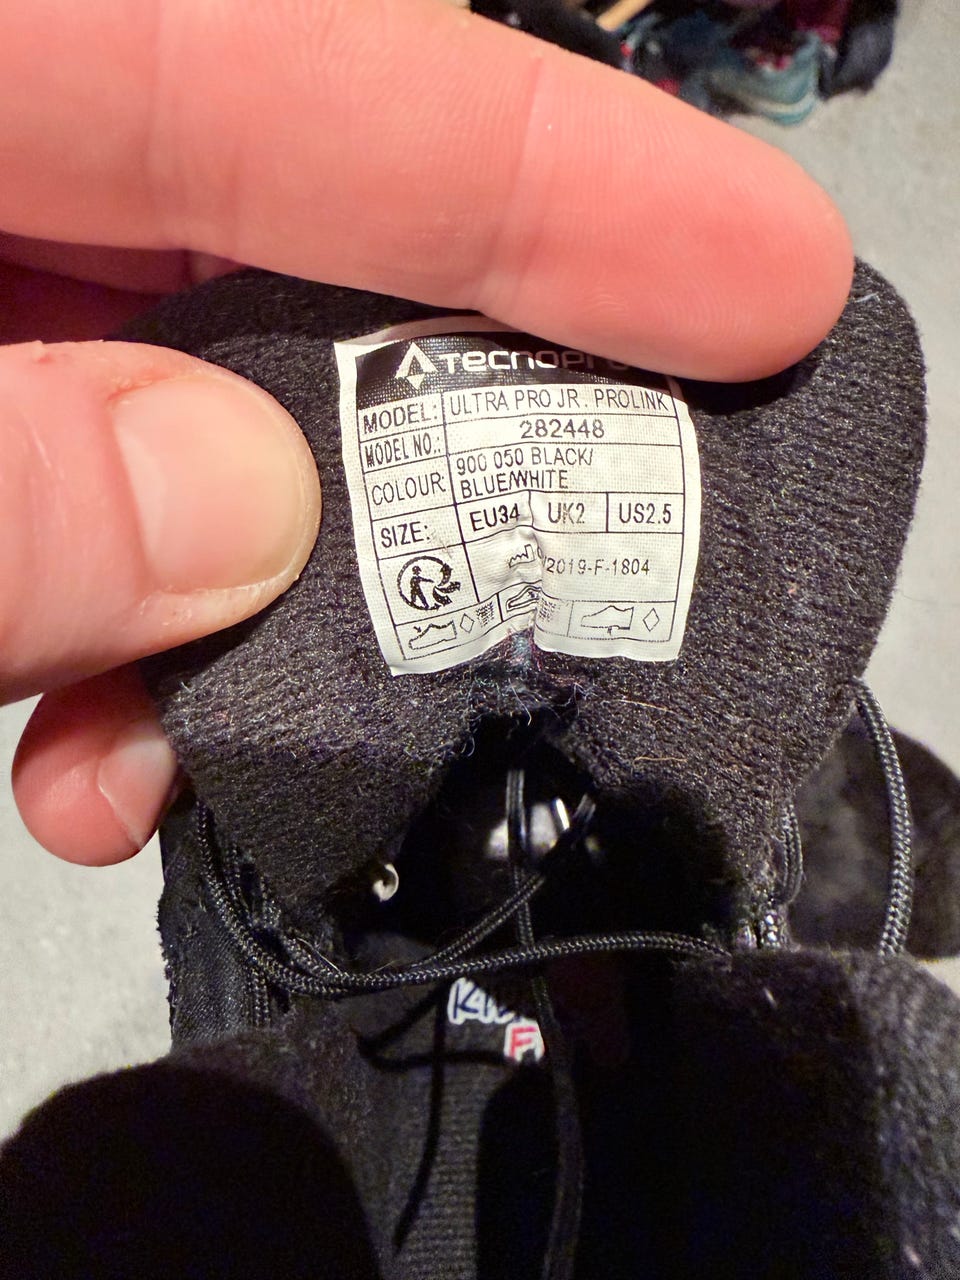 TECNOPRO
MODEL: ULTRA PRO JR. PROLINK
MODEL NO.: 282448
COLOUR: 900 050 BLACK/
BLUE/WHITE
SIZE: EU34 UK2 US2.5
/2019-F-1804